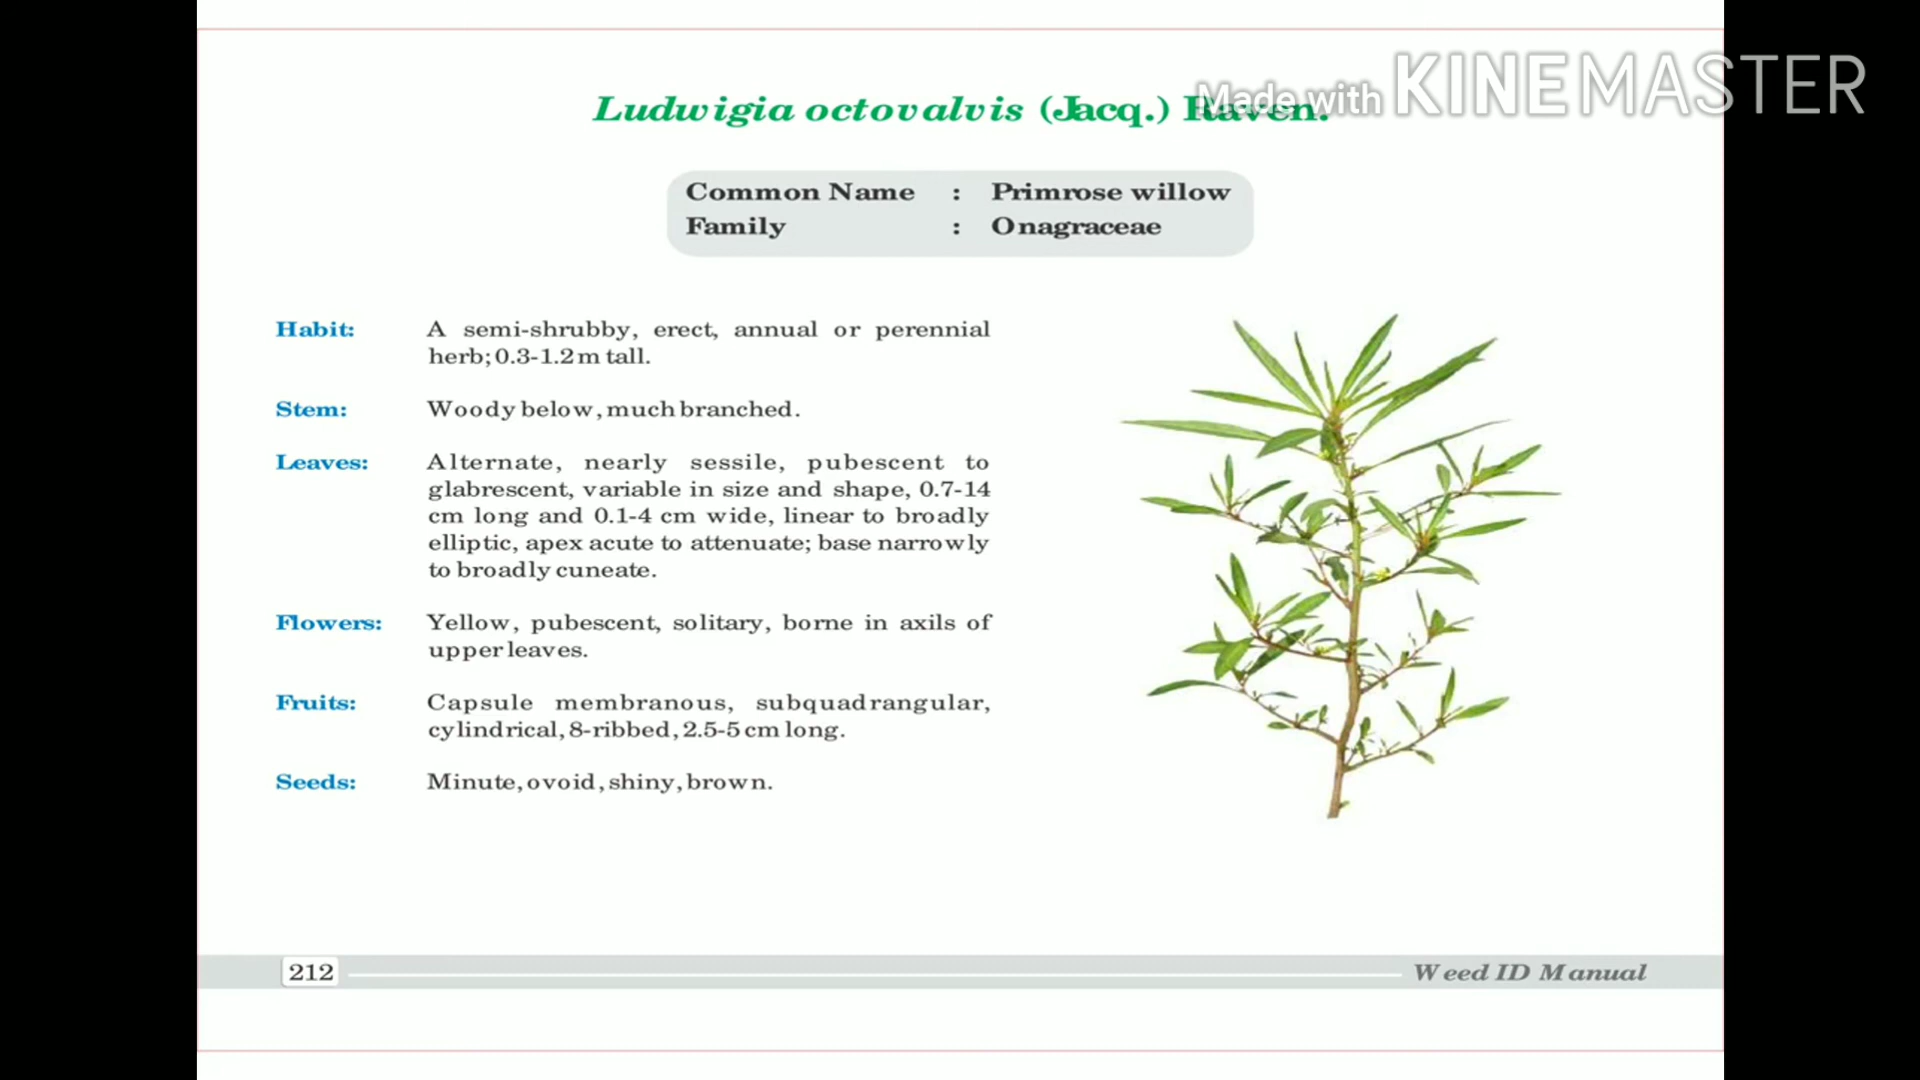 Made with KINEMASTER
Ludwigia octovalvis (Jacq.) Raven.
Common Name : Primrose willow
Family : Onagraceae
Habit: A semi-shrubby, erect, annual or perennial
herb; 0.3-1.2 m tall.
Stem: Woody below, much branched.
Leaves: Alternate, nearly sessile, pubescent to
glabrescent, variable in size and shape, 0.7-14
cm long and 0.1-4 cm wide, linear to broadly
elliptic, apex acute to attenuate; base narrowly
to broadly cuneate.
Flowers: Yellow, pubescent, solitary, borne in axils of
upper leaves.
Fruits: Capsule membranous, subquadrangular,
cylindrical, 8-ribbed, 2.5-5 cm long.
Seeds: Minute, ovoid, shiny, brown.
212
Weed ID Manual